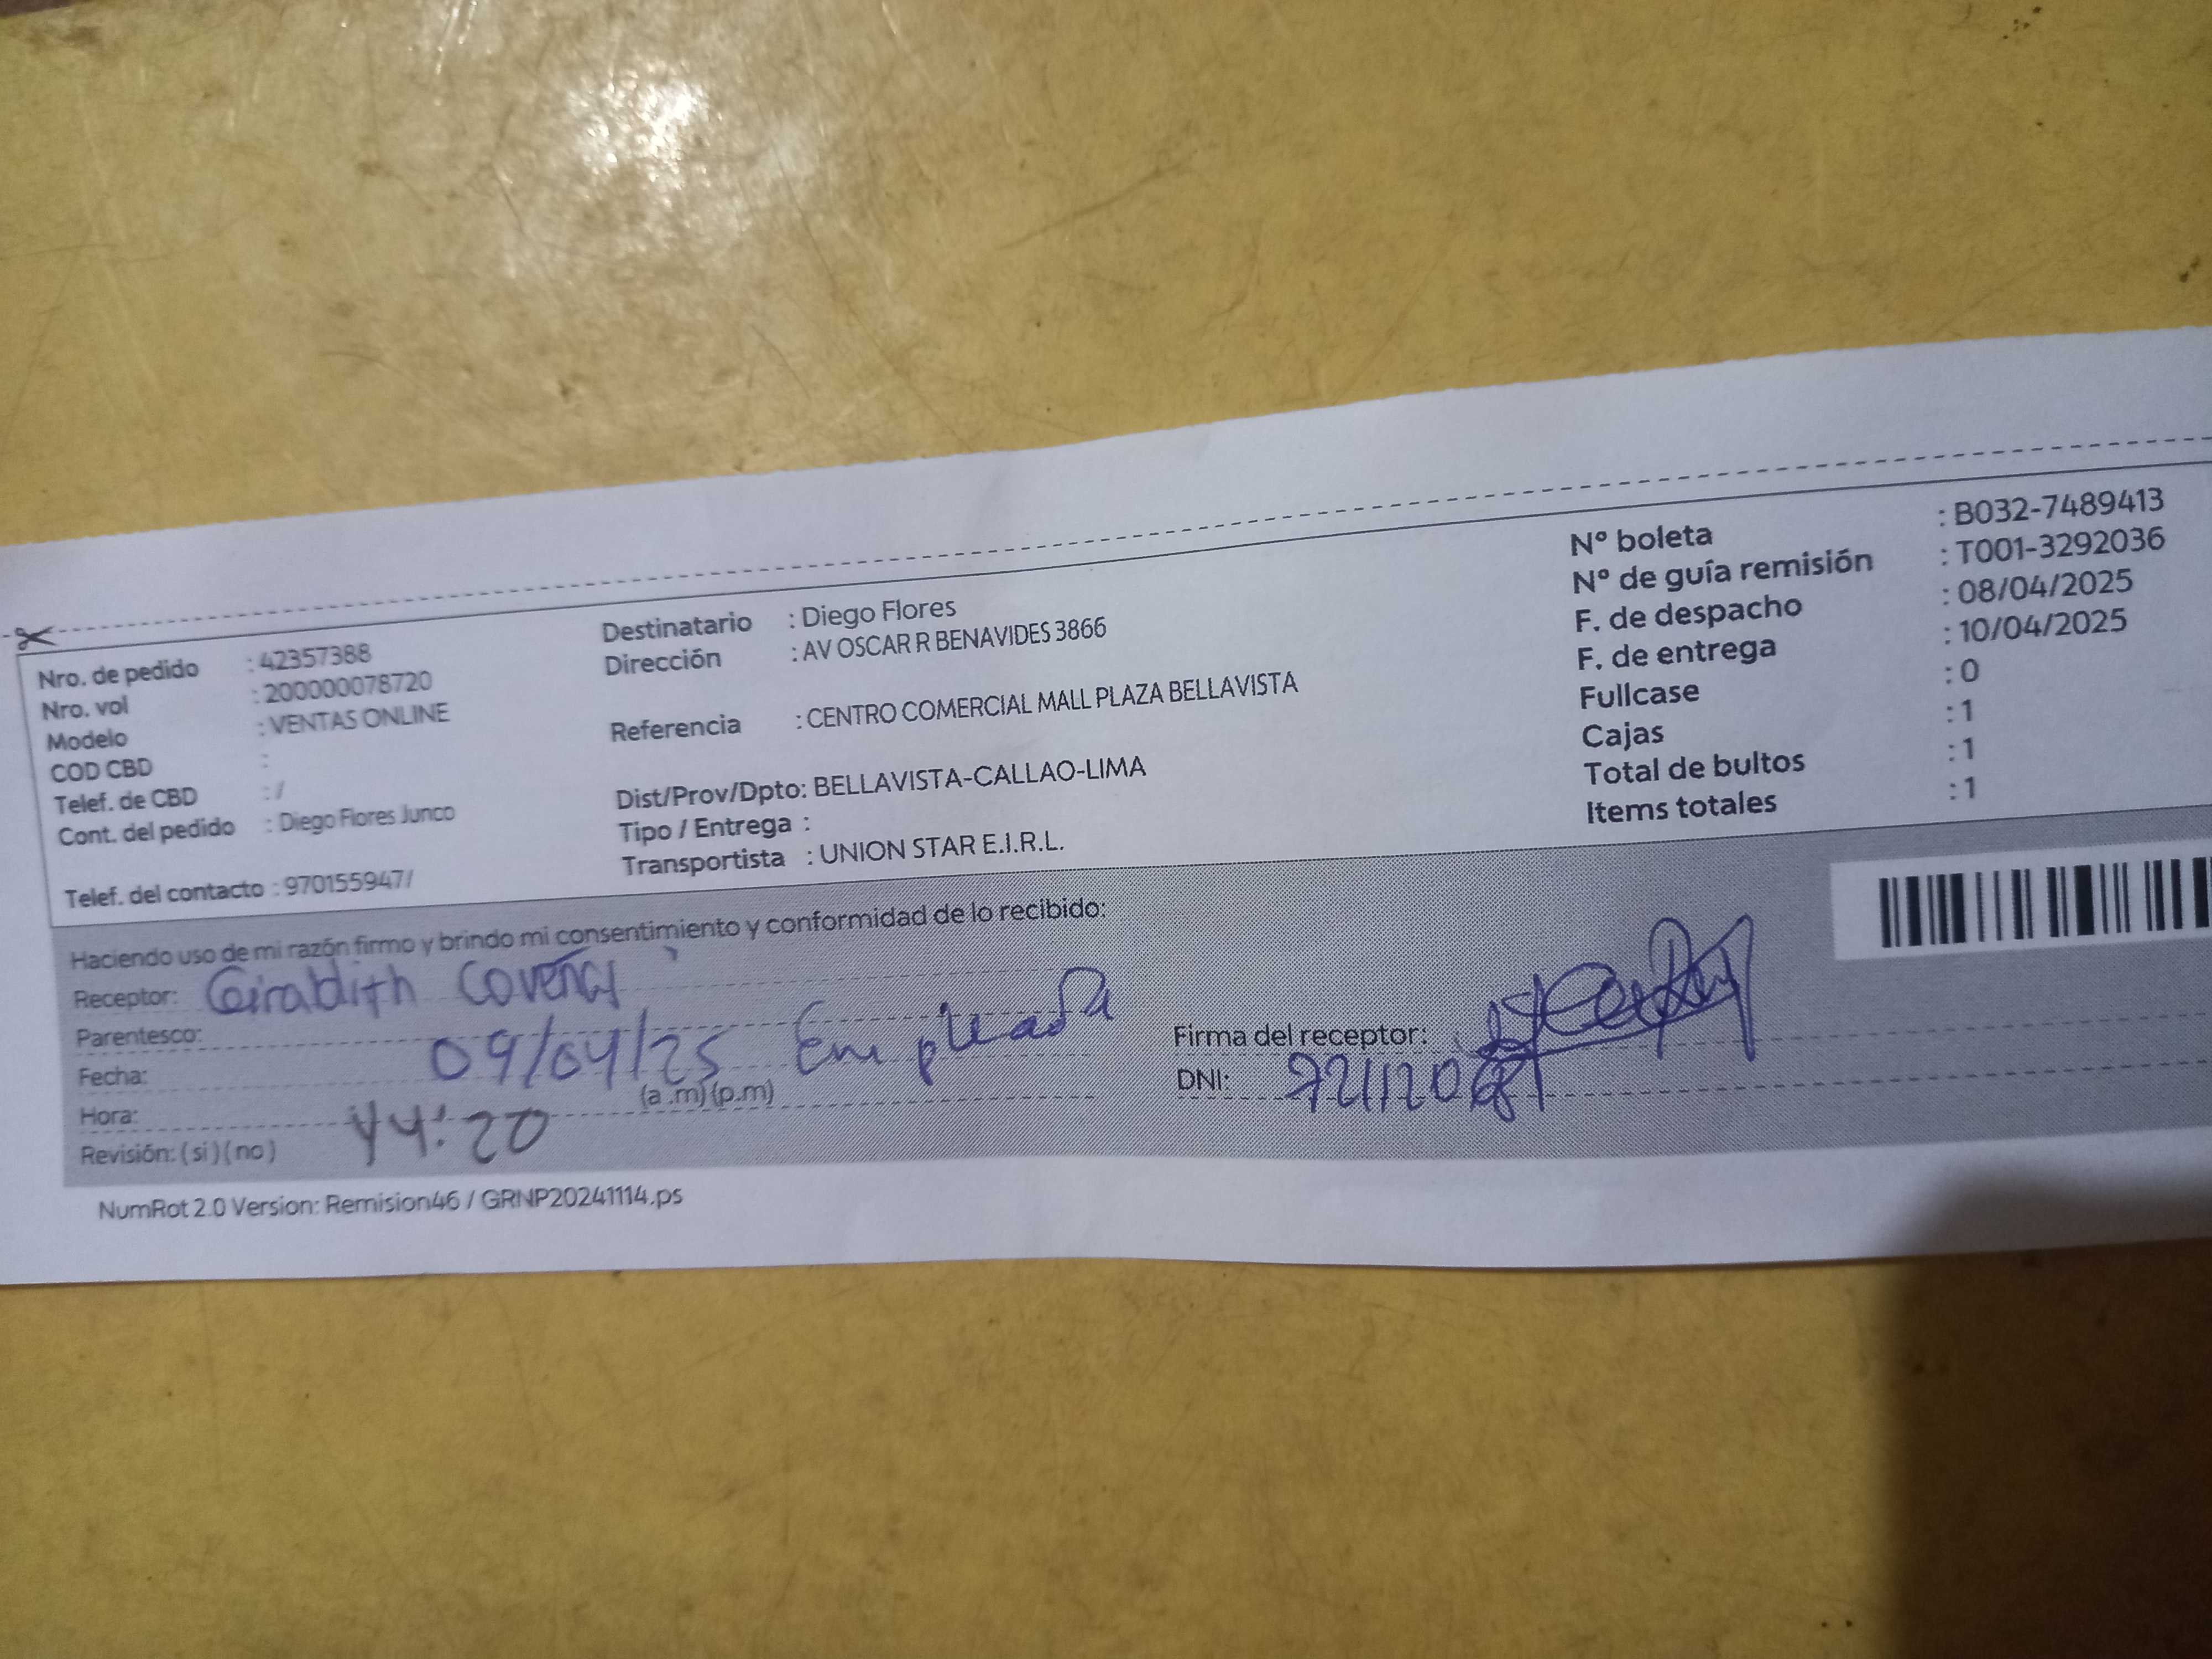 Nro. de pedido : 42357388
Nro. vol : 200000078720
Modelo : VENTAS ONLINE
COD CBD :
Telef. de CBD : /
Cont. del pedido : Diego Flores Junco
Telef. del contacto : 970155947/
Destinatario : Diego Flores
Dirección : AV OSCAR R BENAVIDES 3866
Referencia : CENTRO COMERCIAL MALL PLAZA BELLAVISTA
Dist/Prov/Dpto: BELLAVISTA-CALLAO-LIMA
Tipo / Entrega :
Transportista : UNION STAR E.I.R.L.
N° boleta : B032-7489413
N° de guía remisión : T001-3292036
F. de despacho : 08/04/2025
F. de entrega : 10/04/2025
Fullcase : 0
Cajas : 1
Total de bultos : 1
Items totales : 1
Haciendo uso de mi razón firmo y brindo mi consentimiento y conformidad de lo recibido:
Receptor:
Parentesco: Empleada
Fecha: 09/04/25
Hora: (a .m) (p.m)
Revisión: ( si ) ( no )
Firma del receptor:
DNI:
NumRot 2.0 Version: Remision46 / GRNP20241114.ps